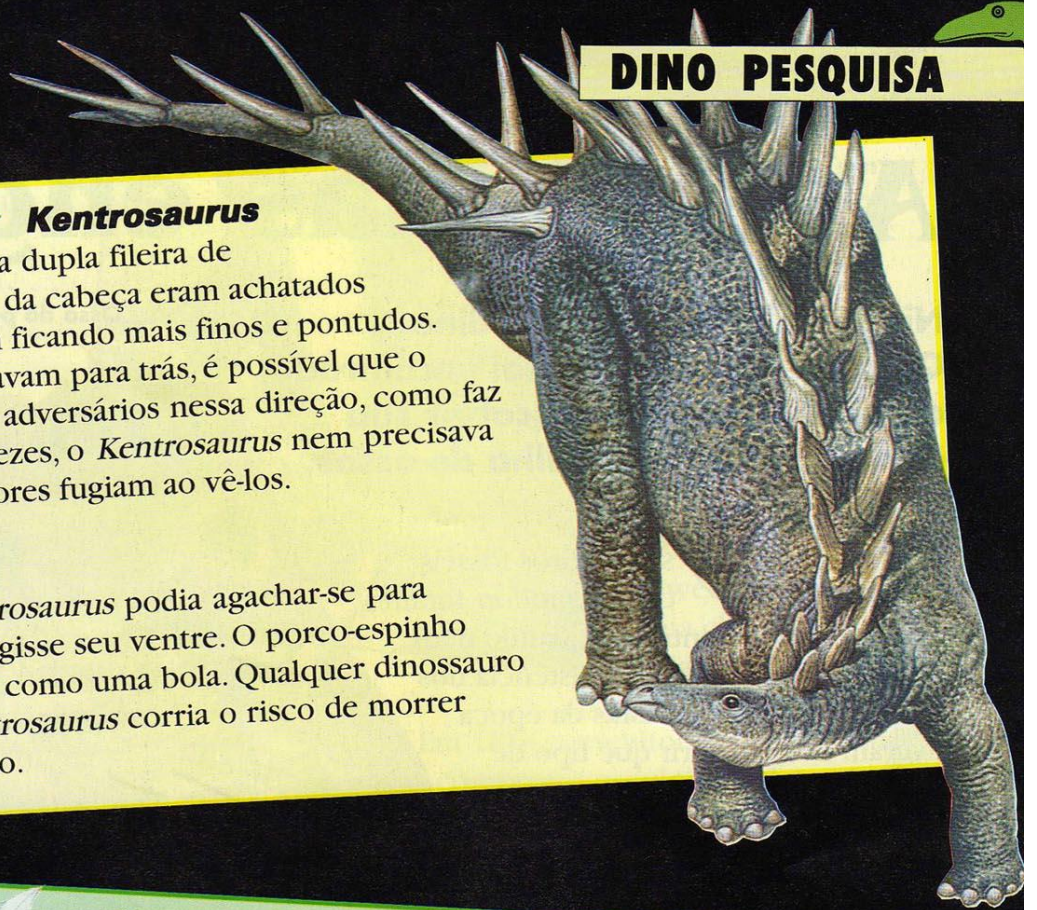 DINO PESQUISA
Kentrosaurus
a dupla fileira de
da cabeça eram achatados
ficando mais finos e pontudos.
avam para trás, é possível que o
adversários nessa direção, como faz
ezes, o Kentrosaurus nem precisava
ores fugiam ao vê-los.
rosaurus podia agachar-se para
gisse seu ventre. O porco-espinho
como uma bola. Qualquer dinossauro
trosaurus corria o risco de morrer
o.